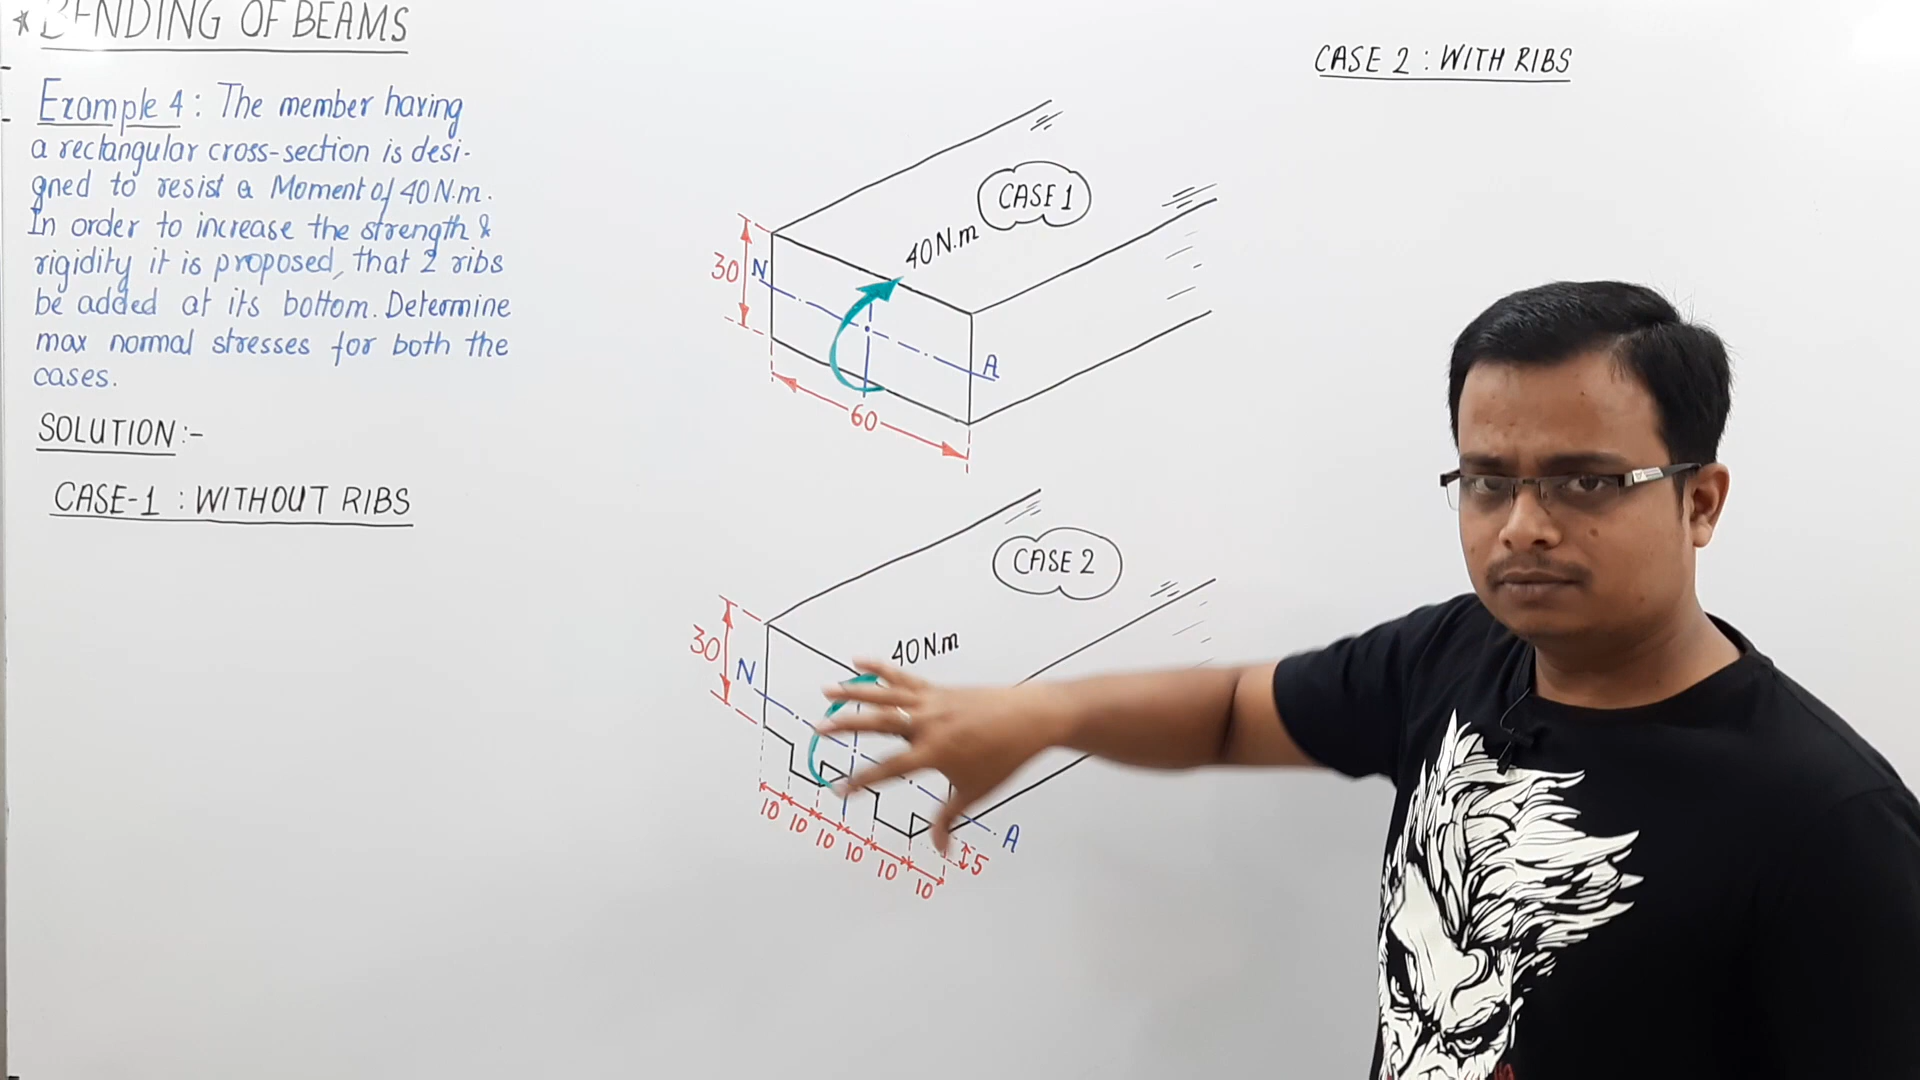 * BENDING OF BEAMS
Example 4 : The member having
a rectangular cross-section is desi-
gned to resist a Moment of 40 N.m.
In order to increase the strength &
rigidity it is proposed, that 2 ribs
be added at its bottom. Determine
max normal stresses for both the
cases.
SOLUTION :-
CASE-1 : WITHOUT RIBS
CASE 1
40 N.m
30
N
A
60
CASE 2
40 N.m
30
N
A
10
10
10
10
10
10
5
CASE 2 : WITH RIBS